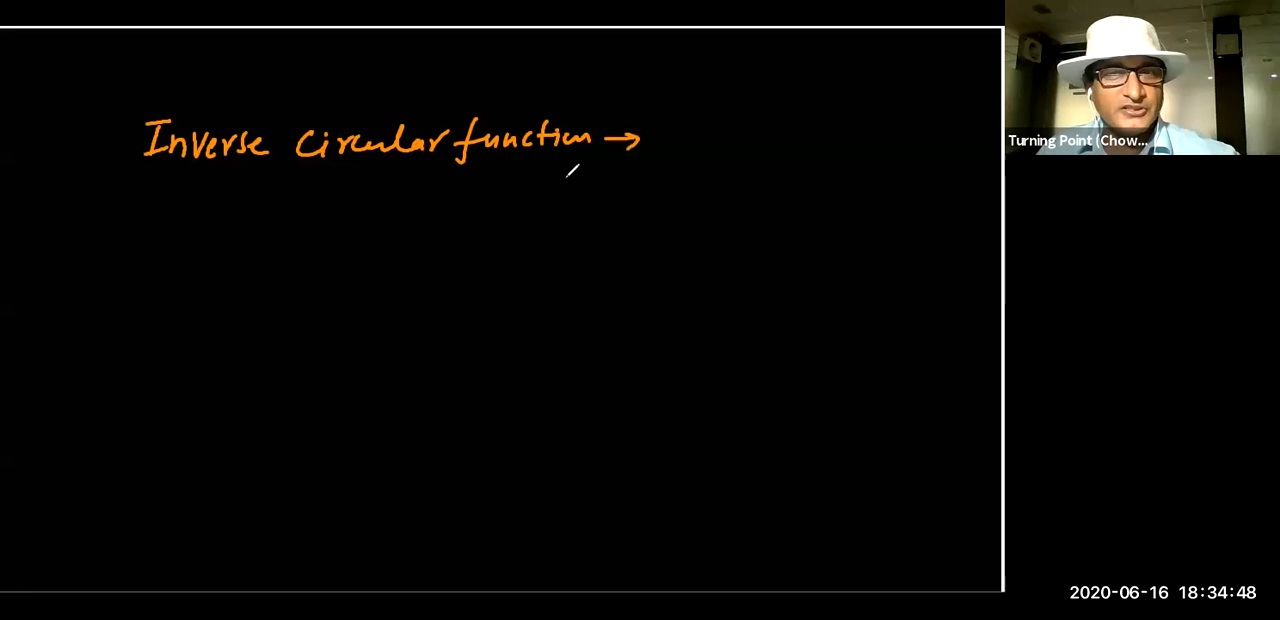 Inverse circular function →
Turning Point (Chow...
2020-06-16 18:34:48